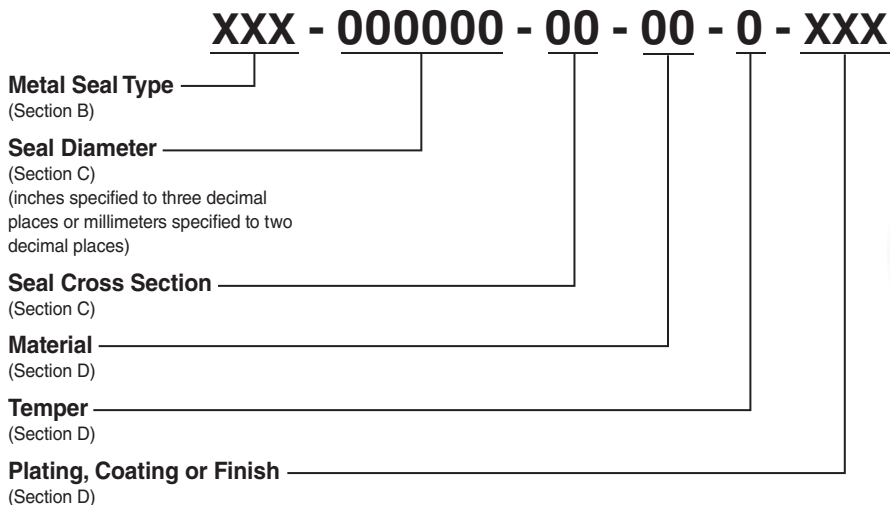 XXX - 000000 - 00 - 00 - 0 - XXX
Metal Seal Type
(Section B)
Seal Diameter
(Section C)
(inches specified to three decimal
places or millimeters specified to two
decimal places)
Seal Cross Section
(Section C)
Material
(Section D)
Temper
(Section D)
Plating, Coating or Finish
(Section D)